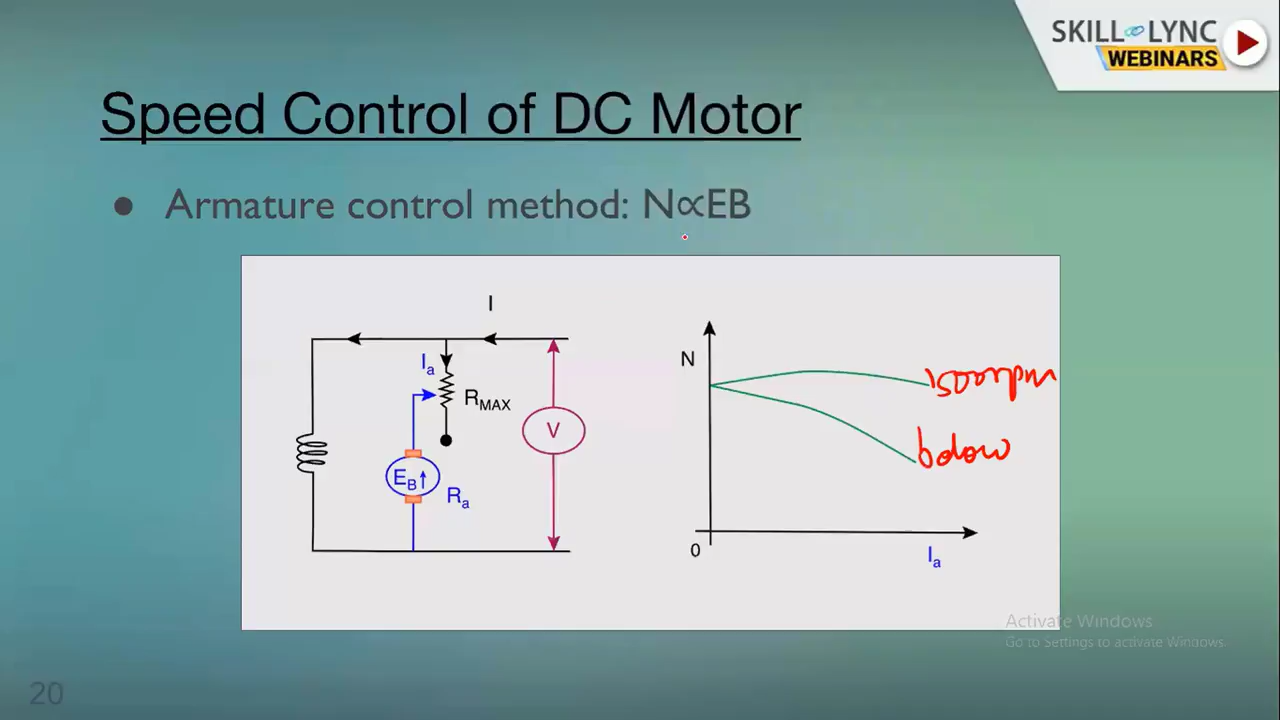 SKILL LYNC
WEBINARS
Speed Control of DC Motor
● Armature control method: N∝EB
I
Ia
RMAX
V
EB↑
Ra
N
1500rpm
below
0
Ia
Activate Windows
Go to Settings to activate Windows.
20